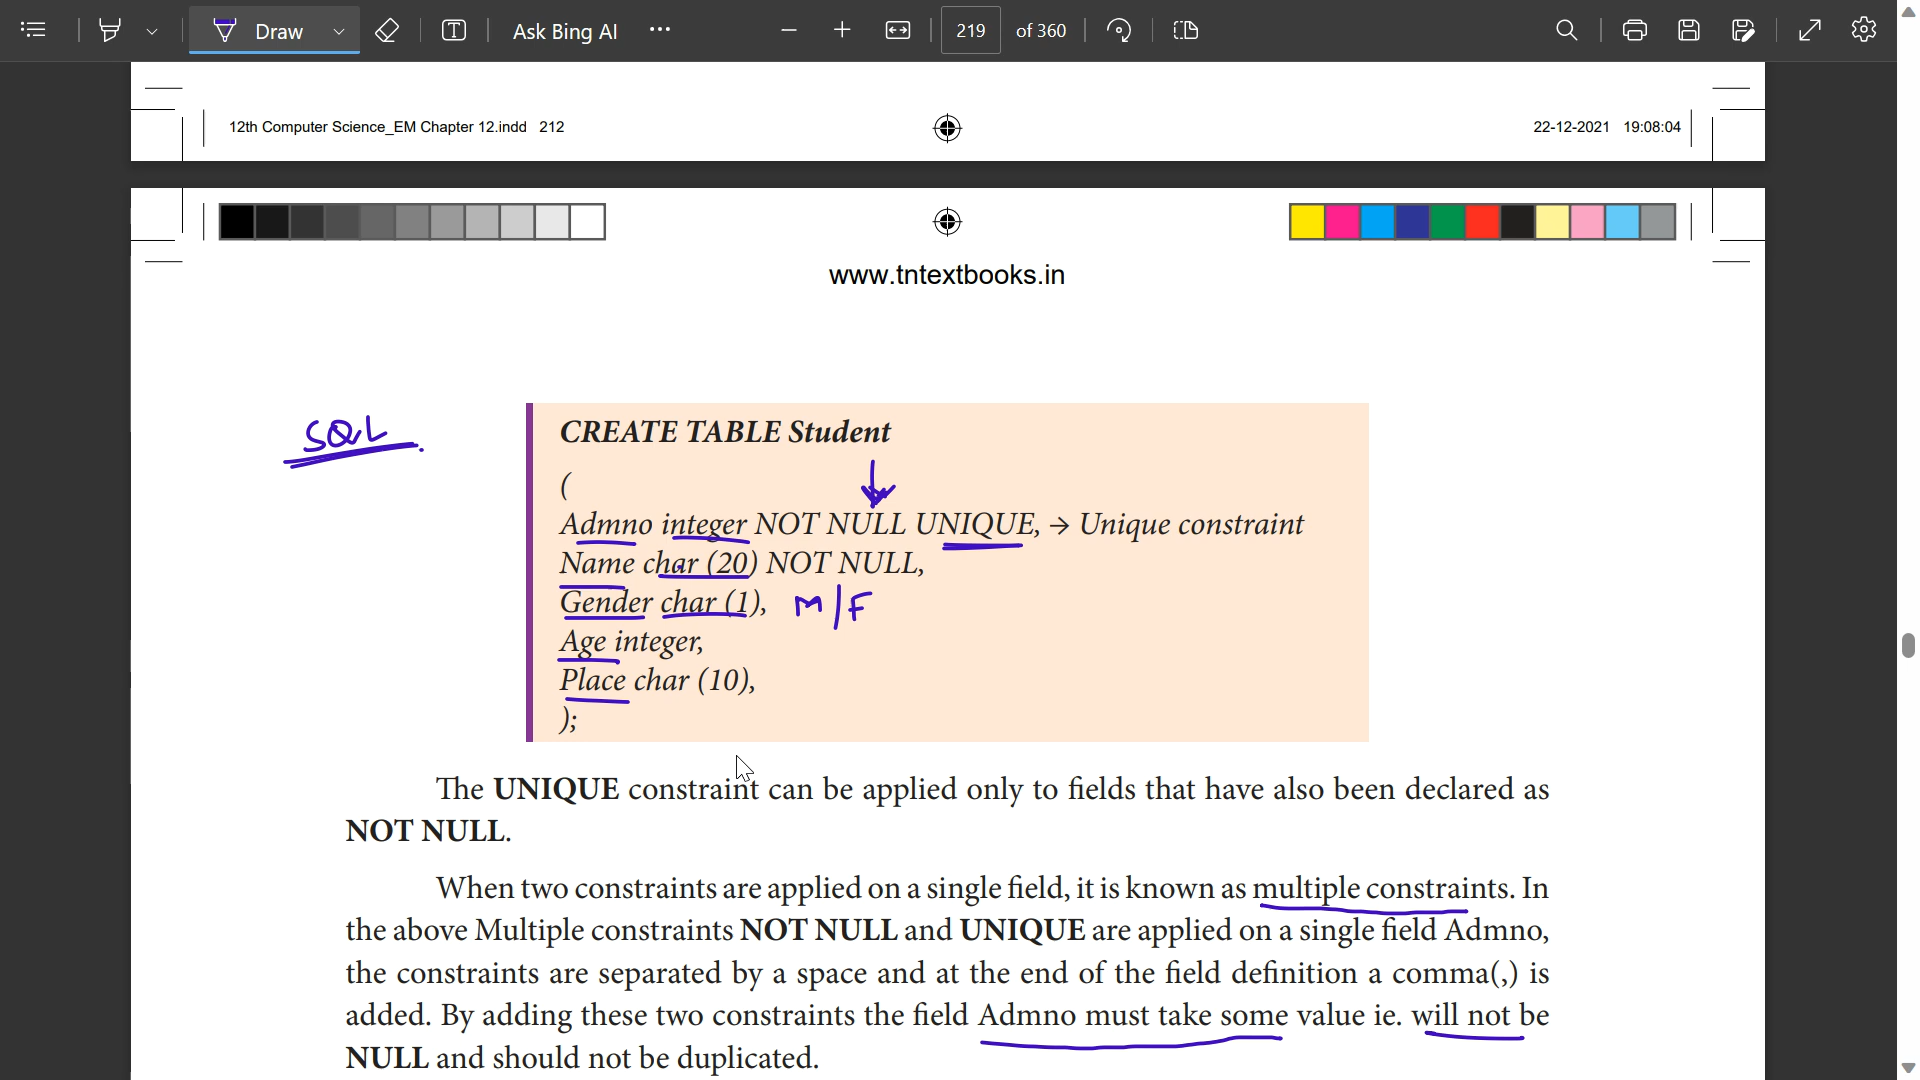 Draw
Ask Bing AI
219 of 360
12th Computer Science_EM Chapter 12.indd 212
22-12-2021 19:08:04
www.tntextbooks.in
SQL
CREATE TABLE Student
(
Admno integer NOT NULL UNIQUE, → Unique constraint
Name char (20) NOT NULL,
Gender char (1), M/F
Age integer,
Place char (10),
);
The UNIQUE constraint can be applied only to fields that have also been declared as
NOT NULL.
When two constraints are applied on a single field, it is known as multiple constraints. In
the above Multiple constraints NOT NULL and UNIQUE are applied on a single field Admno,
the constraints are separated by a space and at the end of the field definition a comma(,) is
added. By adding these two constraints the field Admno must take some value ie. will not be
NULL and should not be duplicated.